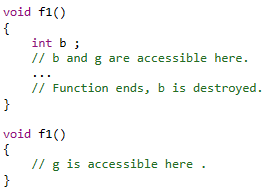 void f1()
{
    int b ;
    // b and g are accessible here.
    ...
    // Function ends, b is destroyed.
}
void f1()
{
    // g is accessible here .
}